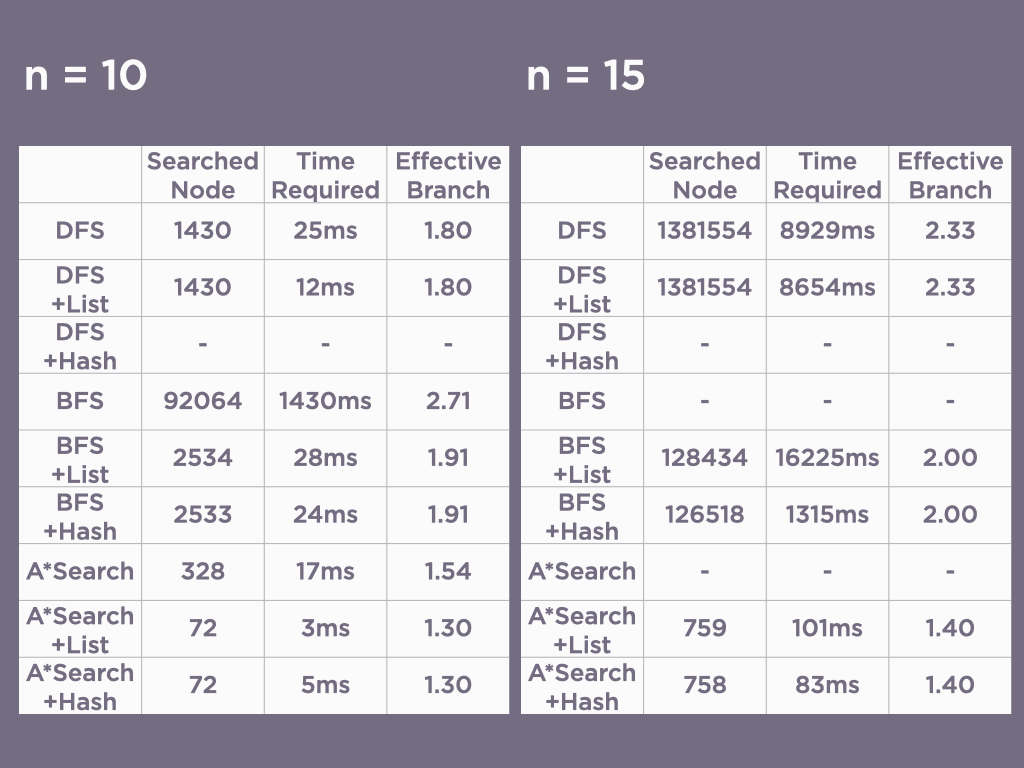 n = 10
Searched Node | Time Required | Effective Branch
DFS | 1430 | 25ms | 1.80
DFS +List | 1430 | 12ms | 1.80
DFS +Hash | - | - | -
BFS | 92064 | 1430ms | 2.71
BFS +List | 2534 | 28ms | 1.91
BFS +Hash | 2533 | 24ms | 1.91
A*Search | 328 | 17ms | 1.54
A*Search +List | 72 | 3ms | 1.30
A*Search +Hash | 72 | 5ms | 1.30
n = 15
Searched Node | Time Required | Effective Branch
DFS | 1381554 | 8929ms | 2.33
DFS +List | 1381554 | 8654ms | 2.33
DFS +Hash | - | - | -
BFS | - | - | -
BFS +List | 128434 | 16225ms | 2.00
BFS +Hash | 126518 | 1315ms | 2.00
A*Search | - | - | -
A*Search +List | 759 | 101ms | 1.40
A*Search +Hash | 758 | 83ms | 1.40